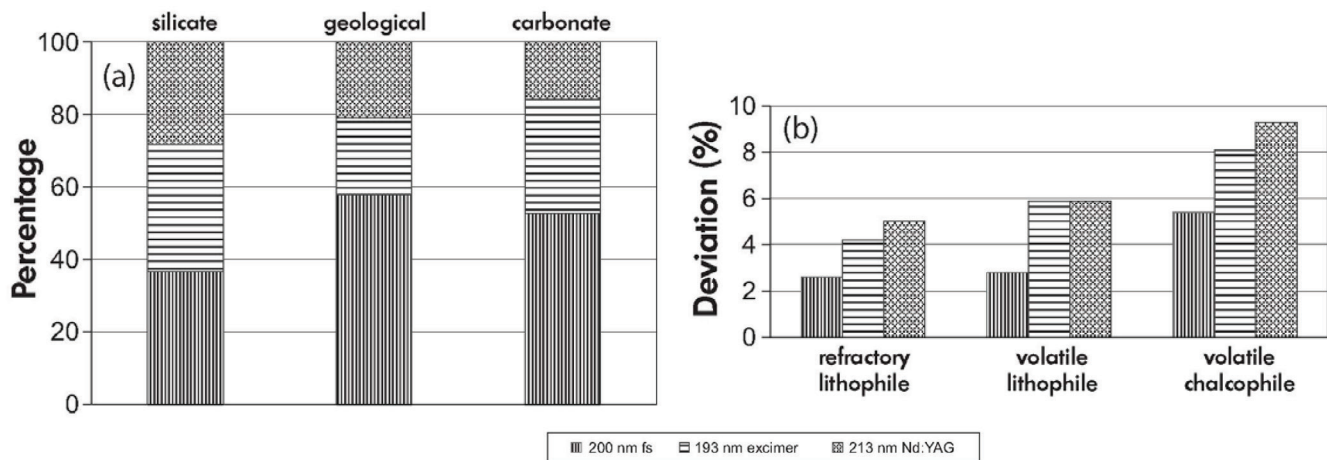 silicate geological carbonate
(a)
Percentage
100
80
60
40
20
0
(b)
Deviation (%)
10
8
6
4
2
0
refractory lithophile
volatile lithophile
volatile chalcophile
200 nm fs 193 nm excimer 213 nm Nd:YAG